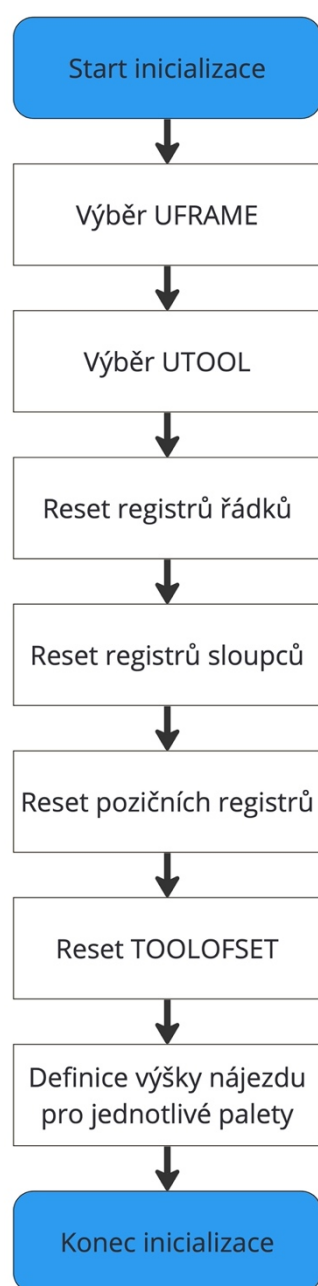 Start inicializace
Výběr UFRAME
Výběr UTOOL
Reset registrů řádků
Reset registrů sloupců
Reset pozičních registrů
Reset TOOLOFSET
Definice výšky nájezdu
pro jednotlivé palety
Konec inicializace